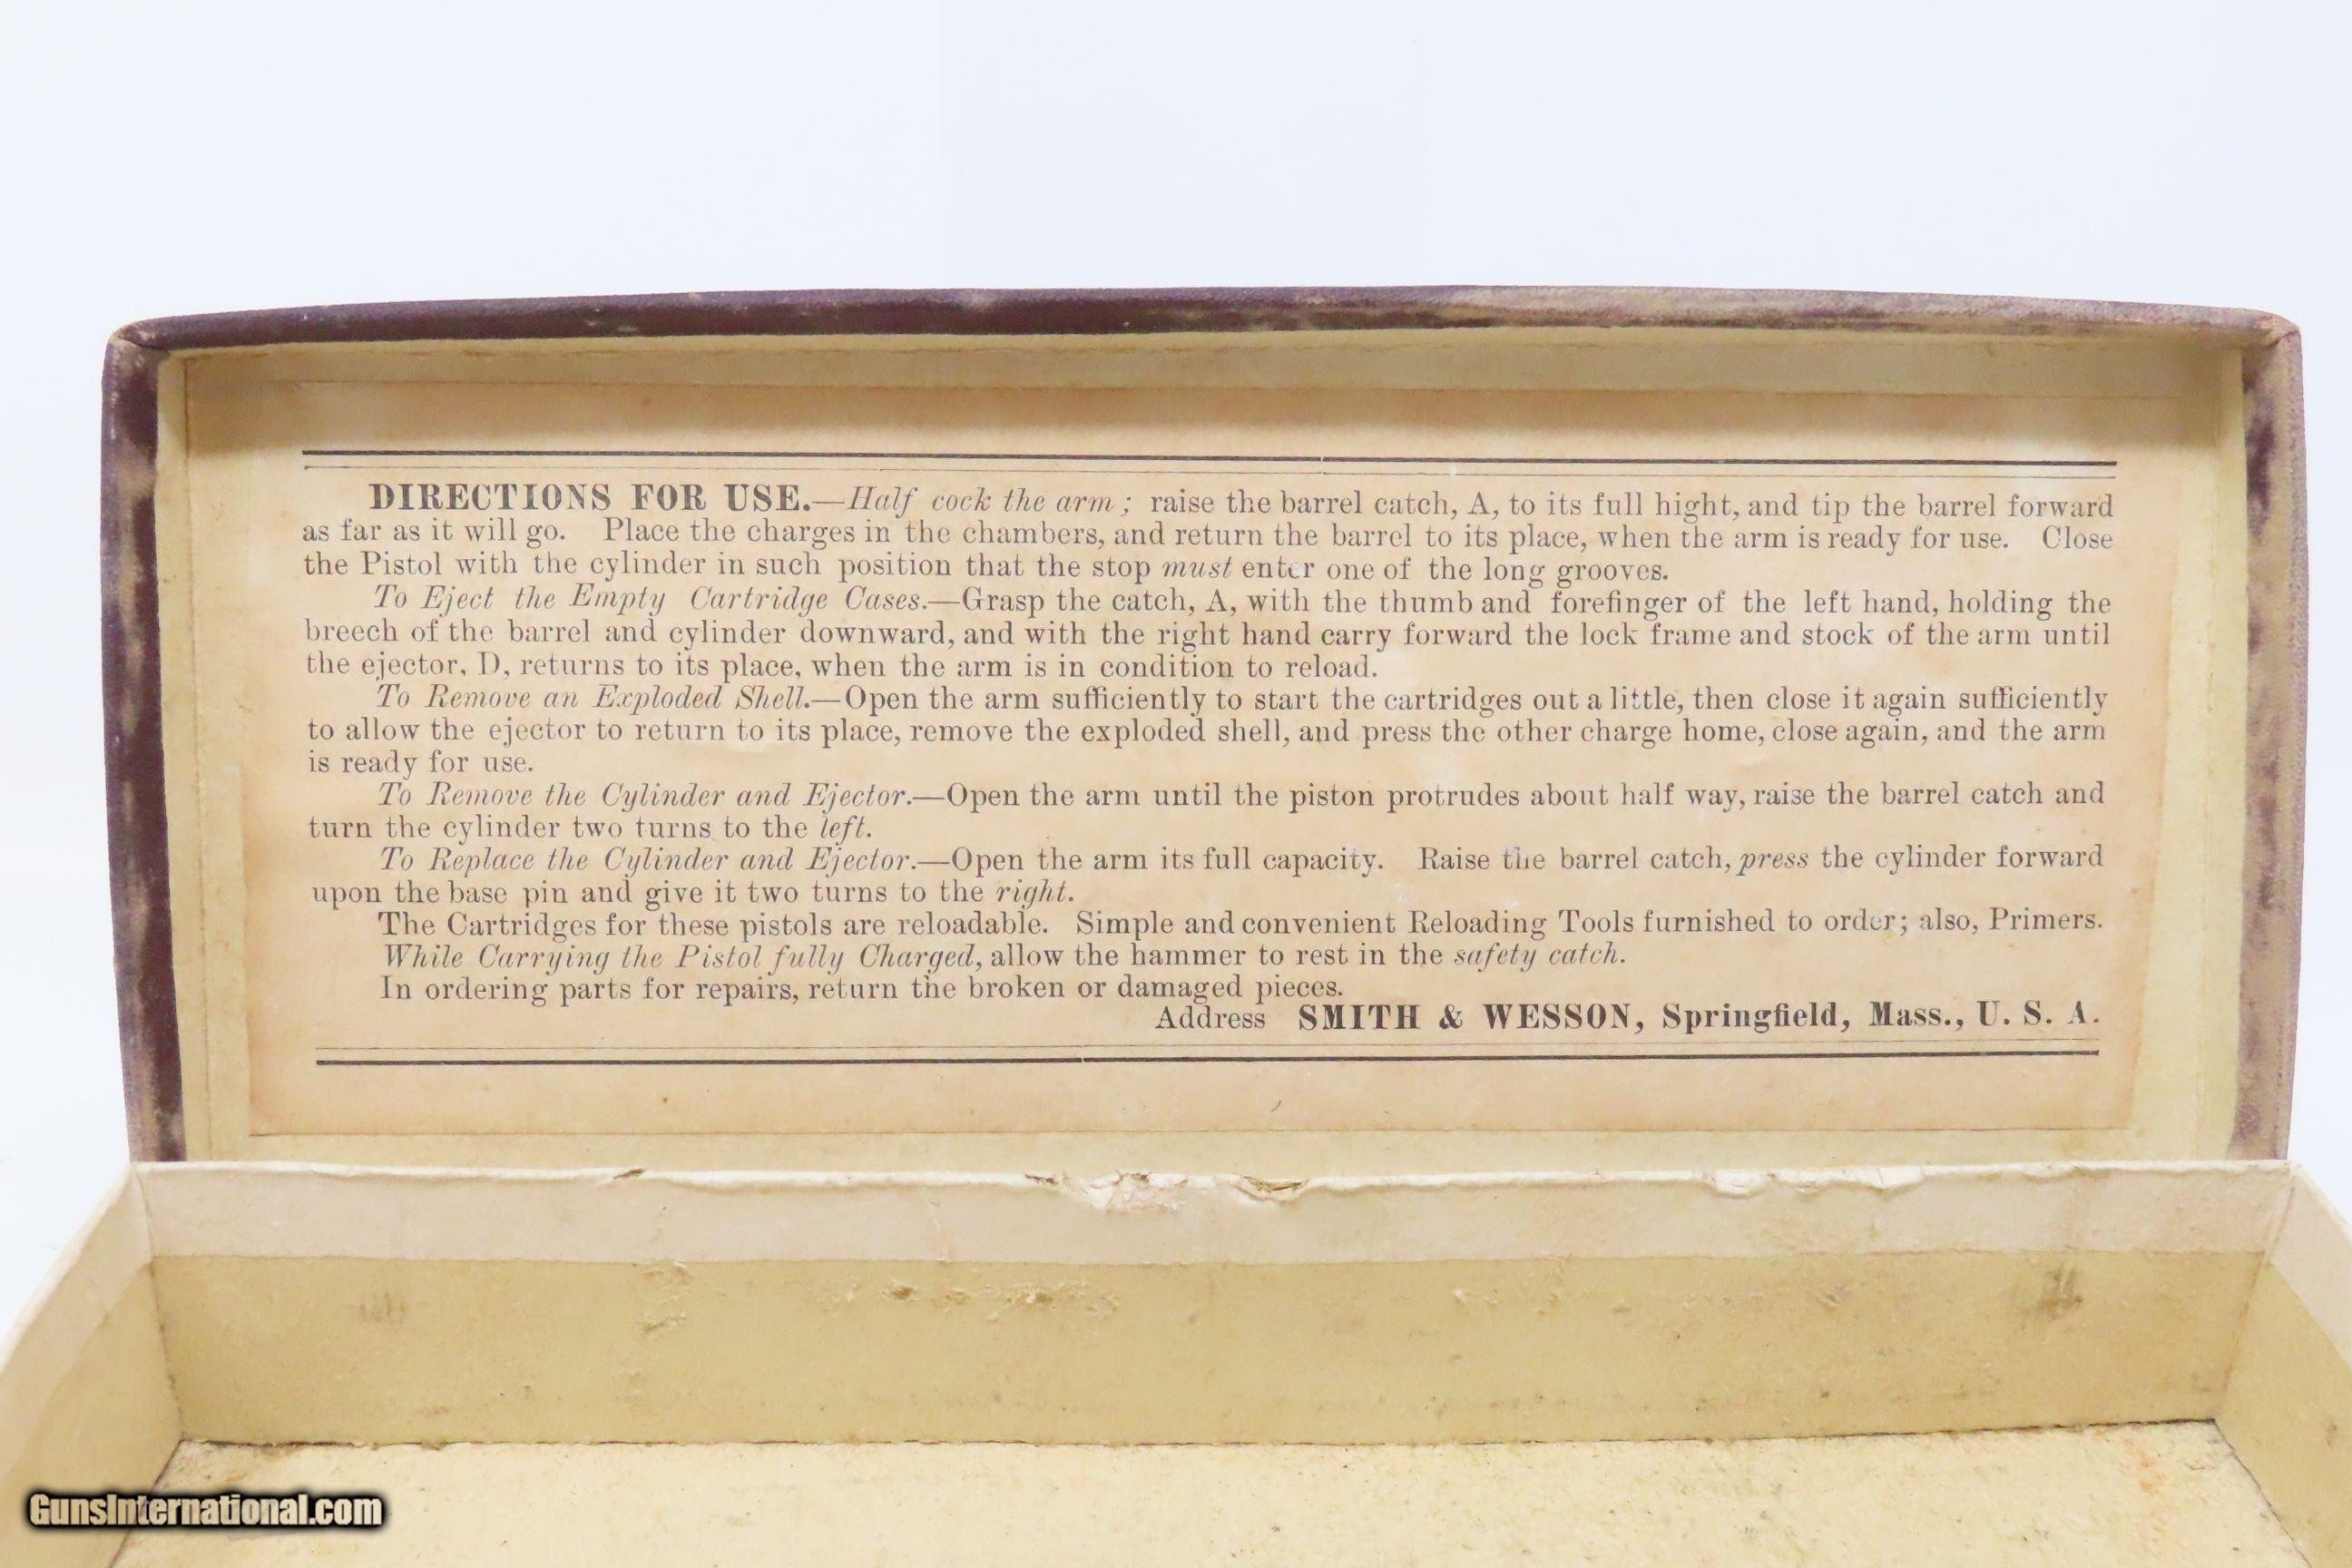 DIRECTIONS FOR USE.—Half cock the arm; raise the barrel catch, A, to its full hight, and tip the barrel forward
as far as it will go. Place the charges in the chambers, and return the barrel to its place, when the arm is ready for use. Close
the Pistol with the cylinder in such position that the stop must enter one of the long grooves.
To Eject the Empty Cartridge Cases.—Grasp the catch, A, with the thumb and forefinger of the left hand, holding the
breech of the barrel and cylinder downward, and with the right hand carry forward the lock frame and stock of the arm until
the ejector, D, returns to its place, when the arm is in condition to reload.
To Remove an Exploded Shell.—Open the arm sufficiently to start the cartridges out a little, then close it again sufficiently
to allow the ejector to return to its place, remove the exploded shell, and press the other charge home, close again, and the arm
is ready for use.
To Remove the Cylinder and Ejector.—Open the arm until the piston protrudes about half way, raise the barrel catch and
turn the cylinder two turns to the left.
To Replace the Cylinder and Ejector.—Open the arm its full capacity. Raise the barrel catch, press the cylinder forward
upon the base pin and give it two turns to the right.
The Cartridges for these pistols are reloadable. Simple and convenient Reloading Tools furnished to order; also, Primers.
While Carrying the Pistol fully Charged, allow the hammer to rest in the safety catch.
In ordering parts for repairs, return the broken or damaged pieces.
Address SMITH & WESSON, Springfield, Mass., U. S. A.
GunsInternational.com